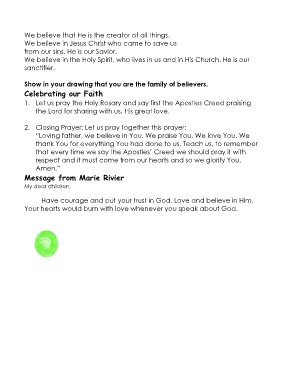 We believe that He is the creator of all things.
We believe in Jesus Christ who came to save us
from our sins. He is our Savior.
We believe in the Holy Spirit, who lives in us and in His Church. He is our
sanctifier.
Show in your drawing that you are the family of believers.
Celebrating our Faith
1. Let us pray the Holy Rosary and say first the Apostles Creed praising
the Lord for sharing with us, His great love.
2. Closing Prayer: Let us pray together this prayer:
"Loving father, we believe in You. We praise You. We love You. We
thank You for everything You had done to us. Teach us, to remember
that every time we say the Apostles' Creed we should pray it with
respect and it must come from our hearts and so we glorify You.
Amen."
Message from Marie Rivier
My dear children,
Have courage and put your trust in God. Love and believe in Him.
Your hearts would burn with love whenever you speak about God.